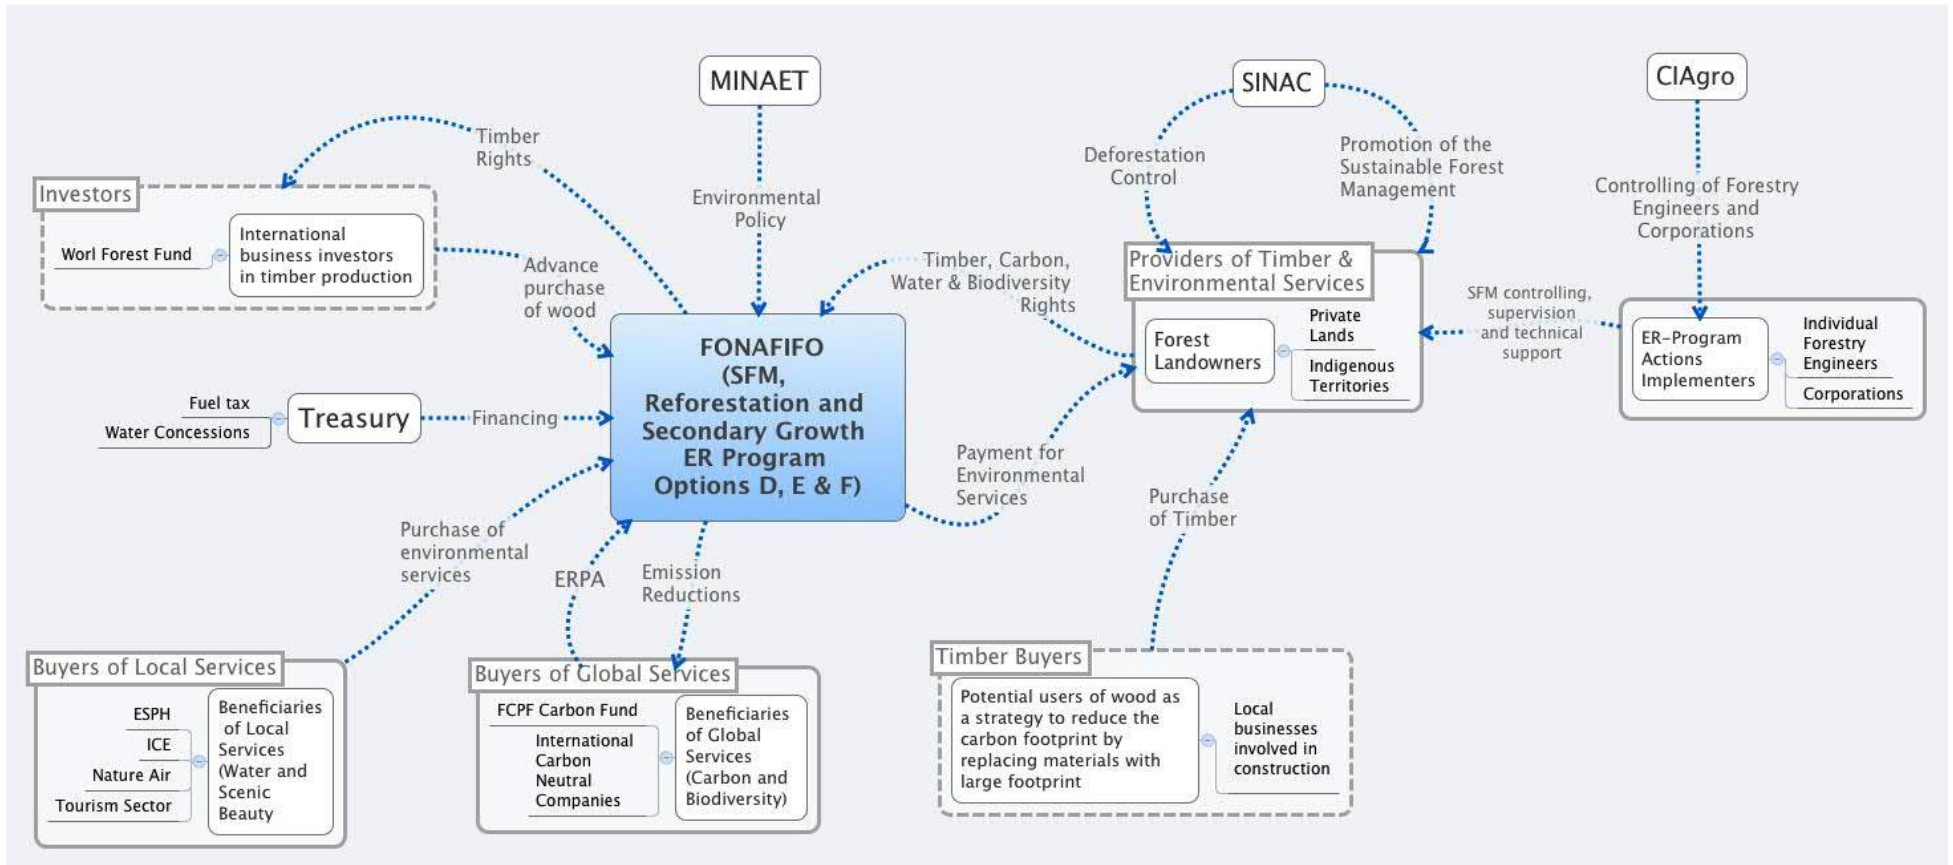 MINAET
SINAC
CIAgro
Timber
Rights
Environmental
Policy
Deforestation
Control
Promotion of the
Sustainable Forest
Management
Controlling of Forestry
Engineers and
Corporations
Investors
Worl Forest Fund
International
business investors
in timber production
Advance
purchase
of wood
Timber, Carbon,
Water & Biodiversity
Rights
Providers of Timber &
Environmental Services
Forest
Landowners
Private
Lands
Indigenous
Territories
SFM controlling,
supervision
and technical
support
ER-Program
Actions
Implementers
Individual
Forestry
Engineers
Corporations
FONAFIFO
(SFM,
Reforestation and
Secondary Growth
ER Program
Options D, E & F)
Fuel tax
Water Concessions
Treasury
Financing
Payment for
Environmental
Services
Purchase
of Timber
Purchase of
environmental
services
ERPA
Emission
Reductions
Buyers of Local Services
ESPH
ICE
Nature Air
Tourism Sector
Beneficiaries
of Local
Services
(Water and
Scenic
Beauty
Buyers of Global Services
FCPF Carbon Fund
International
Carbon
Neutral
Companies
Beneficiaries
of Global
Services
(Carbon and
Biodiversity)
Timber Buyers
Potential users of wood as
a strategy to reduce the
carbon footprint by
replacing materials with
large footprint
Local
businesses
involved in
construction